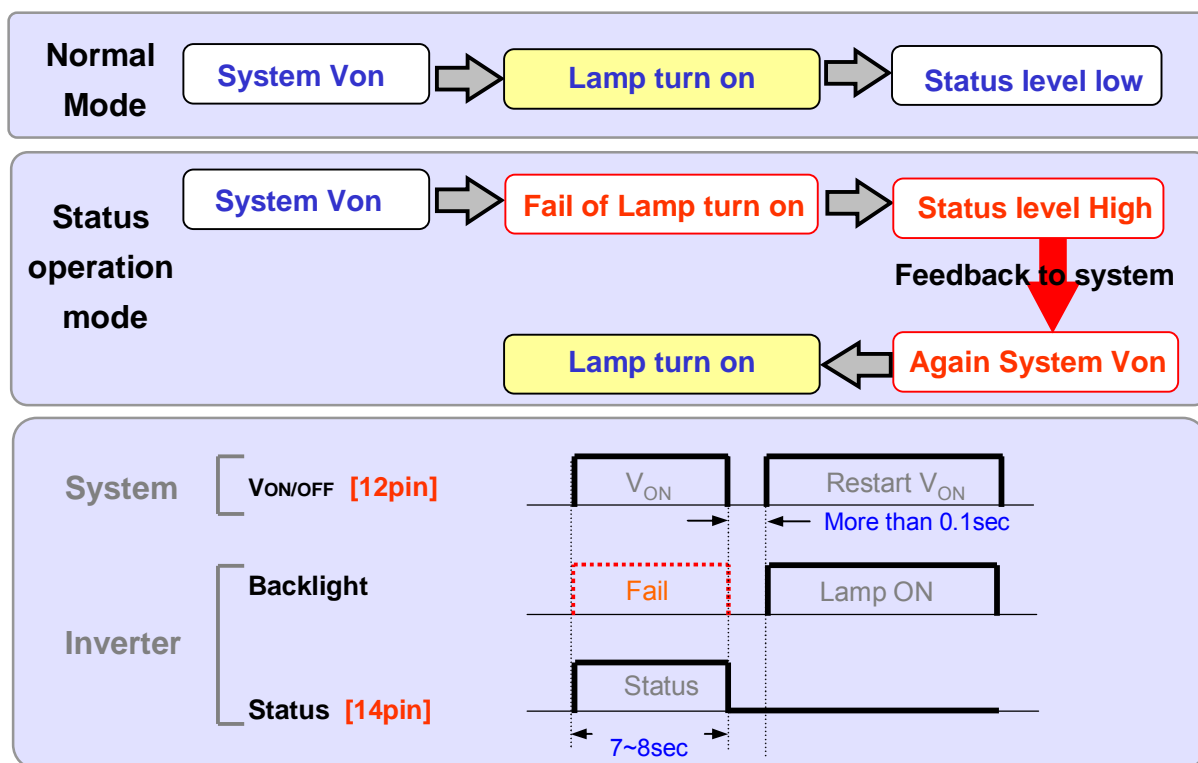 Normal
Mode
System Von
Lamp turn on
Status level low
Status
operation
mode
System Von
Fail of Lamp turn on
Status level High
Feedback to system
Lamp turn on
Again System Von
System
VON/OFF [12pin]
VON
Restart VON
More than 0.1sec
Inverter
Backlight
Fail
Lamp ON
Status [14pin]
Status
7~8sec